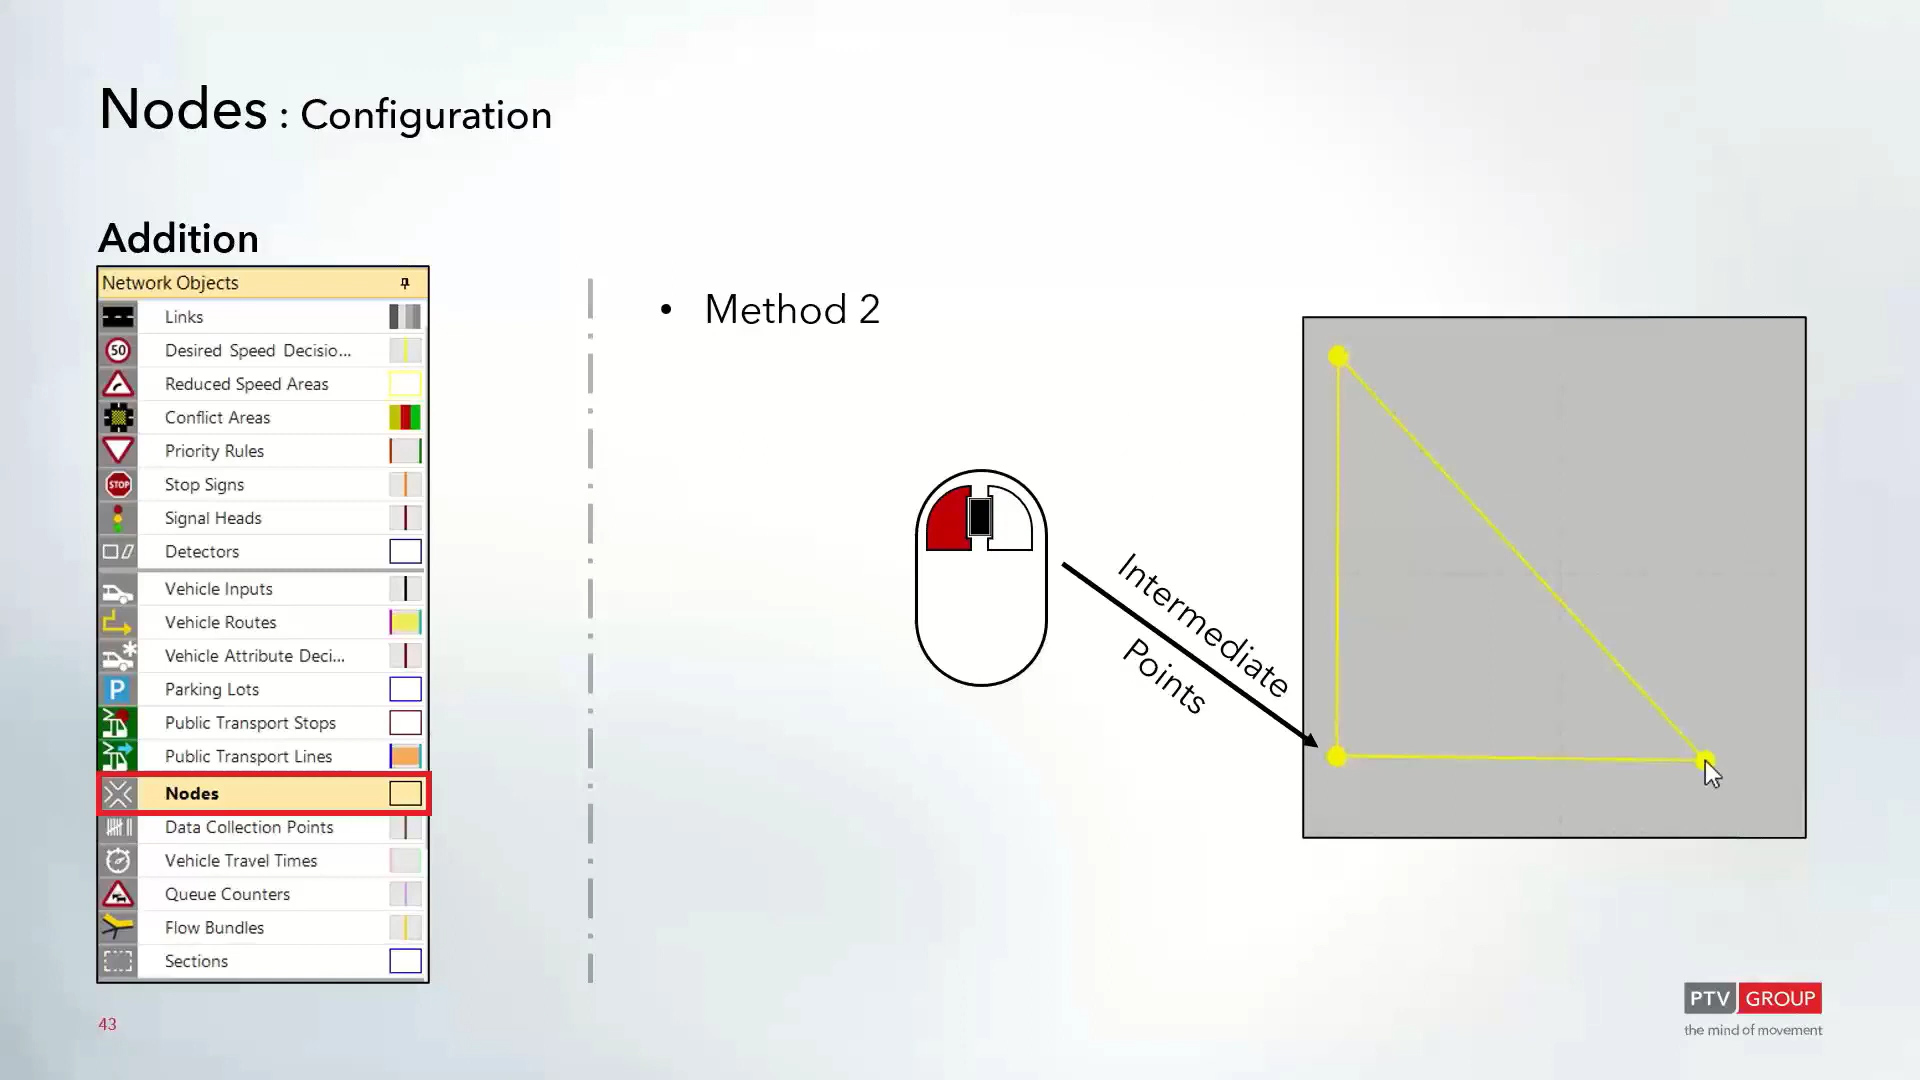 Nodes : Configuration
Addition
Network Objects
Links
50
Desired Speed Decisio...
Reduced Speed Areas
Conflict Areas
Priority Rules
STOP
Stop Signs
Signal Heads
Detectors
Vehicle Inputs
Vehicle Routes
Vehicle Attribute Deci...
P
Parking Lots
Public Transport Stops
Public Transport Lines
Nodes
Data Collection Points
Vehicle Travel Times
Queue Counters
Flow Bundles
Sections
• Method 2
Intermediate
Points
43
PTV GROUP
the mind of movement